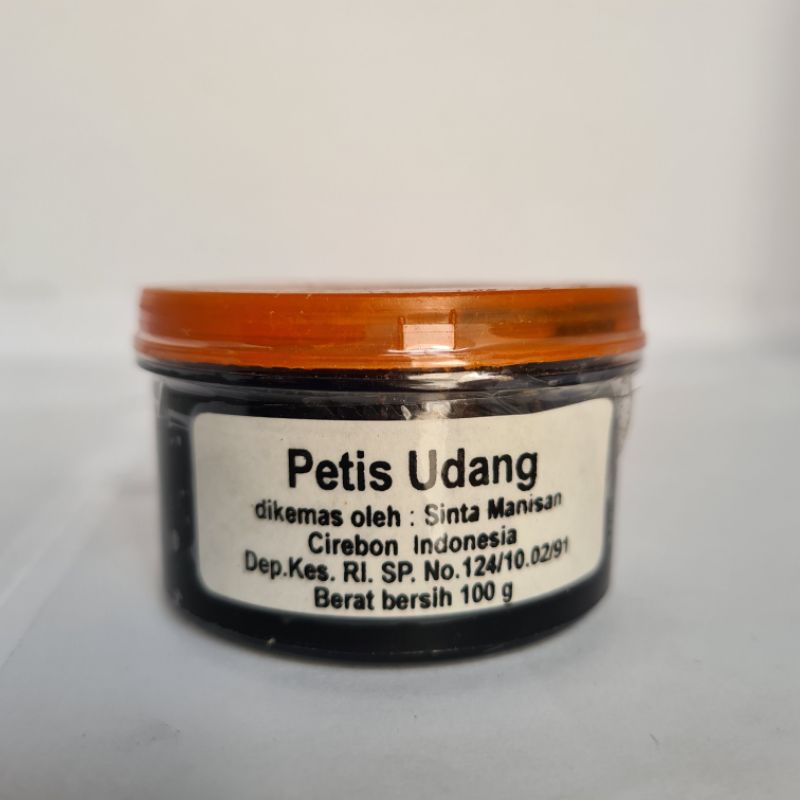 Petis Udang
dikemas oleh : Sinta Manisan
Cirebon Indonesia
Dep.Kes. RI. SP. No.124/10.02/91
Berat bersih 100 g